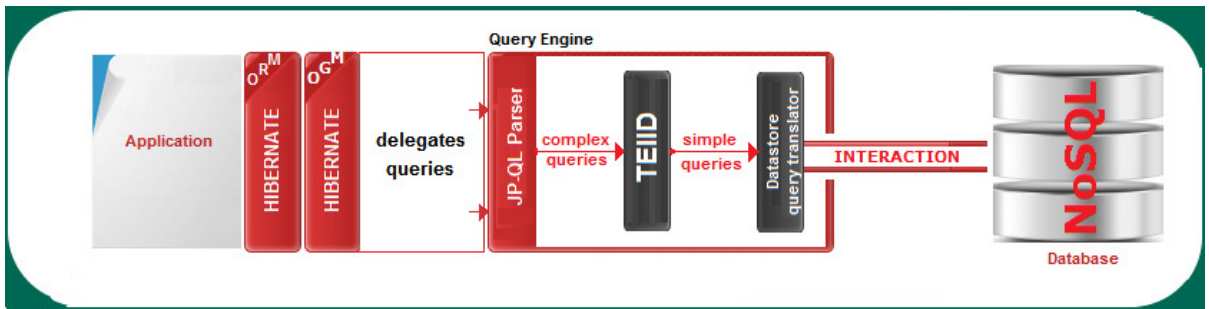 Query Engine
Application
ORM
HIBERNATE
OGM
HIBERNATE
delegates
queries
JP-QL Parser
complex
queries
TEIID
simple
queries
Datastore
query translator
INTERACTION
NoSQL
Database